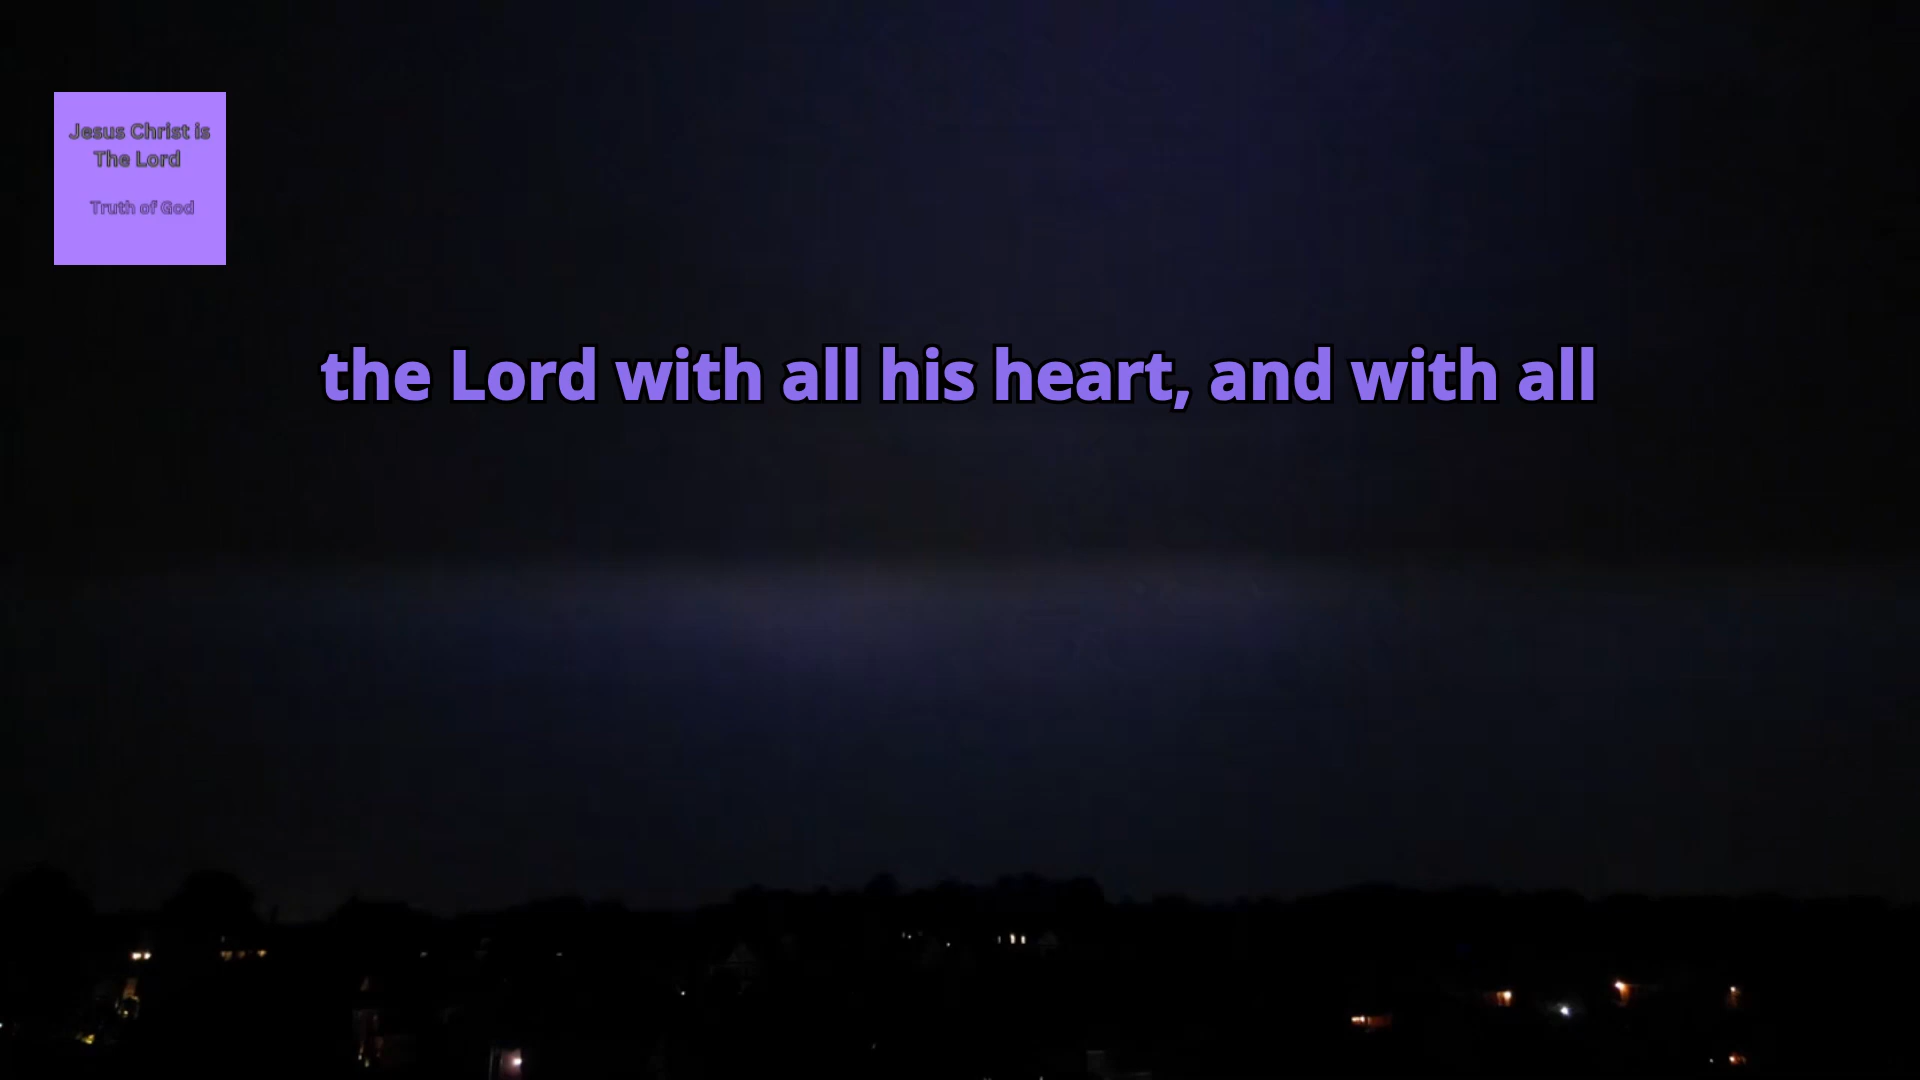 Jesus Christ is
The Lord
Truth of God
the Lord with all his heart, and with all